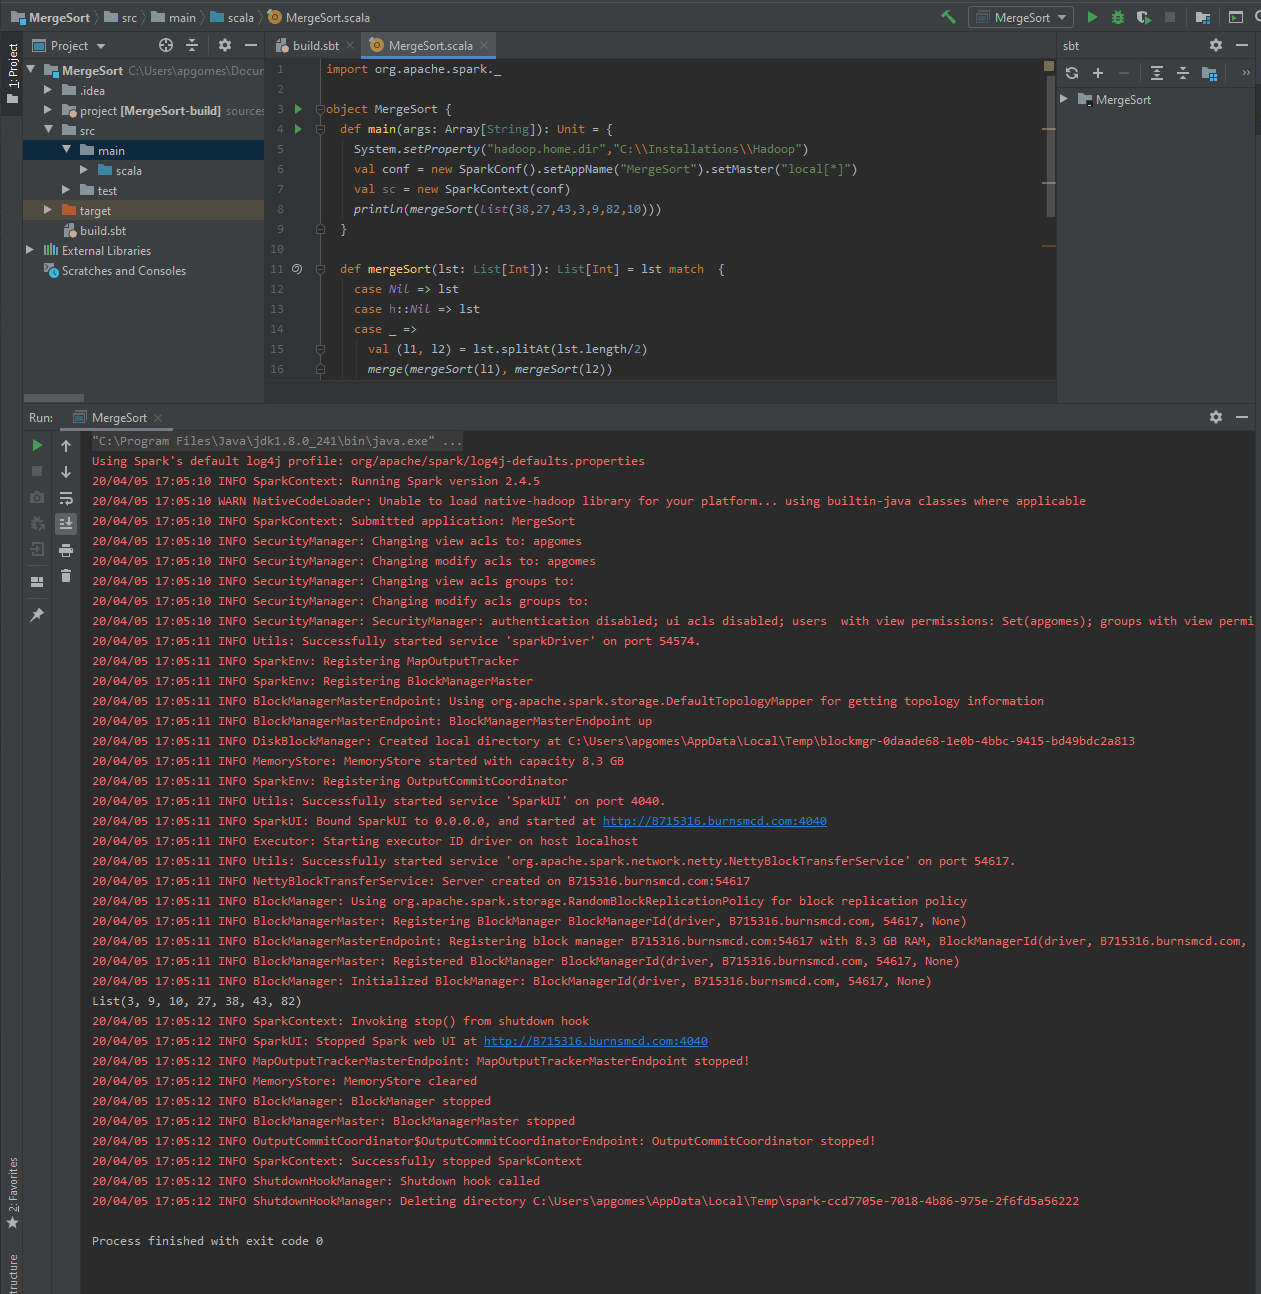 MergeSort src main scala MergeSort.scala MergeSort
1: Project
Project
MergeSort C:\Users\apgomes\Docur
.idea
project [MergeSort-build] sources
src
main
scala
test
target
build.sbt
External Libraries
Scratches and Consoles
build.sbt MergeSort.scala
1 import org.apache.spark._
2
3 object MergeSort {
4 def main(args: Array[String]): Unit = {
5 System.setProperty("hadoop.home.dir","C:\\Installations\\Hadoop")
6 val conf = new SparkConf().setAppName("MergeSort").setMaster("local[*]")
7 val sc = new SparkContext(conf)
8 println(mergeSort(List(38,27,43,3,9,82,10)))
9 }
10
11 def mergeSort(lst: List[Int]): List[Int] = lst match {
12 case Nil => lst
13 case h::Nil => lst
14 case _ =>
15 val (l1, l2) = lst.splitAt(lst.length/2)
16 merge(mergeSort(l1), mergeSort(l2))
sbt
»
MergeSort
Run: MergeSort
"C:\Program Files\Java\jdk1.8.0_241\bin\java.exe" ...
Using Spark's default log4j profile: org/apache/spark/log4j-defaults.properties
20/04/05 17:05:10 INFO SparkContext: Running Spark version 2.4.5
20/04/05 17:05:10 WARN NativeCodeLoader: Unable to load native-hadoop library for your platform... using builtin-java classes where applicable
20/04/05 17:05:10 INFO SparkContext: Submitted application: MergeSort
20/04/05 17:05:10 INFO SecurityManager: Changing view acls to: apgomes
20/04/05 17:05:10 INFO SecurityManager: Changing modify acls to: apgomes
20/04/05 17:05:10 INFO SecurityManager: Changing view acls groups to:
20/04/05 17:05:10 INFO SecurityManager: Changing modify acls groups to:
20/04/05 17:05:10 INFO SecurityManager: SecurityManager: authentication disabled; ui acls disabled; users  with view permissions: Set(apgomes); groups with view permi
20/04/05 17:05:11 INFO Utils: Successfully started service 'sparkDriver' on port 54574.
20/04/05 17:05:11 INFO SparkEnv: Registering MapOutputTracker
20/04/05 17:05:11 INFO SparkEnv: Registering BlockManagerMaster
20/04/05 17:05:11 INFO BlockManagerMasterEndpoint: Using org.apache.spark.storage.DefaultTopologyMapper for getting topology information
20/04/05 17:05:11 INFO BlockManagerMasterEndpoint: BlockManagerMasterEndpoint up
20/04/05 17:05:11 INFO DiskBlockManager: Created local directory at C:\Users\apgomes\AppData\Local\Temp\blockmgr-0daade68-1e0b-4bbc-9415-bd49bdc2a813
20/04/05 17:05:11 INFO MemoryStore: MemoryStore started with capacity 8.3 GB
20/04/05 17:05:11 INFO SparkEnv: Registering OutputCommitCoordinator
20/04/05 17:05:11 INFO Utils: Successfully started service 'SparkUI' on port 4040.
20/04/05 17:05:11 INFO SparkUI: Bound SparkUI to 0.0.0.0, and started at http://B715316.burnsmcd.com:4040
20/04/05 17:05:11 INFO Executor: Starting executor ID driver on host localhost
20/04/05 17:05:11 INFO Utils: Successfully started service 'org.apache.spark.network.netty.NettyBlockTransferService' on port 54617.
20/04/05 17:05:11 INFO NettyBlockTransferService: Server created on B715316.burnsmcd.com:54617
20/04/05 17:05:11 INFO BlockManager: Using org.apache.spark.storage.RandomBlockReplicationPolicy for block replication policy
20/04/05 17:05:11 INFO BlockManagerMaster: Registering BlockManager BlockManagerId(driver, B715316.burnsmcd.com, 54617, None)
20/04/05 17:05:11 INFO BlockManagerMasterEndpoint: Registering block manager B715316.burnsmcd.com:54617 with 8.3 GB RAM, BlockManagerId(driver, B715316.burnsmcd.com,
20/04/05 17:05:11 INFO BlockManagerMaster: Registered BlockManager BlockManagerId(driver, B715316.burnsmcd.com, 54617, None)
20/04/05 17:05:11 INFO BlockManager: Initialized BlockManager: BlockManagerId(driver, B715316.burnsmcd.com, 54617, None)
List(3, 9, 10, 27, 38, 43, 82)
20/04/05 17:05:12 INFO SparkContext: Invoking stop() from shutdown hook
20/04/05 17:05:12 INFO SparkUI: Stopped Spark web UI at http://B715316.burnsmcd.com:4040
20/04/05 17:05:12 INFO MapOutputTrackerMasterEndpoint: MapOutputTrackerMasterEndpoint stopped!
20/04/05 17:05:12 INFO MemoryStore: MemoryStore cleared
20/04/05 17:05:12 INFO BlockManager: BlockManager stopped
20/04/05 17:05:12 INFO BlockManagerMaster: BlockManagerMaster stopped
20/04/05 17:05:12 INFO OutputCommitCoordinator$OutputCommitCoordinatorEndpoint: OutputCommitCoordinator stopped!
20/04/05 17:05:12 INFO SparkContext: Successfully stopped SparkContext
20/04/05 17:05:12 INFO ShutdownHookManager: Shutdown hook called
20/04/05 17:05:12 INFO ShutdownHookManager: Deleting directory C:\Users\apgomes\AppData\Local\Temp\spark-ccd7705e-7018-4b86-975e-2f6fd5a56222
Process finished with exit code 0
2: Favorites
tructure